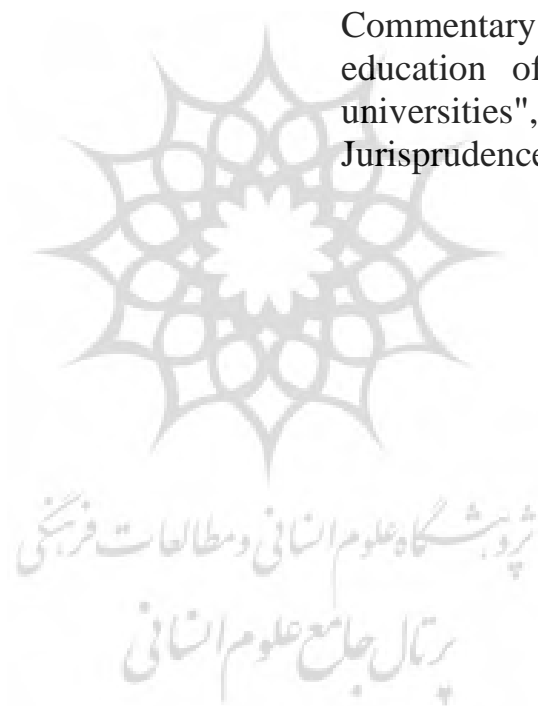 Commentary
education of
universities",
Jurisprudence
پژوهشگاه علوم انسانی و مطالعات فرهنگی
پرتال جامع علوم انسانی